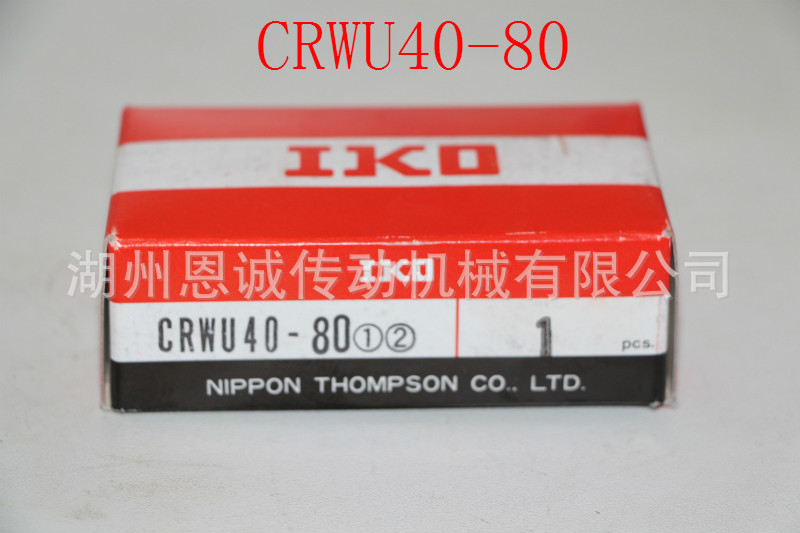 CRWU40-80
IKO
湖州恩诚传动机械有限公司
IKO
CRWU40-80①②
1 pcs.
NIPPON THOMPSON CO., LTD.